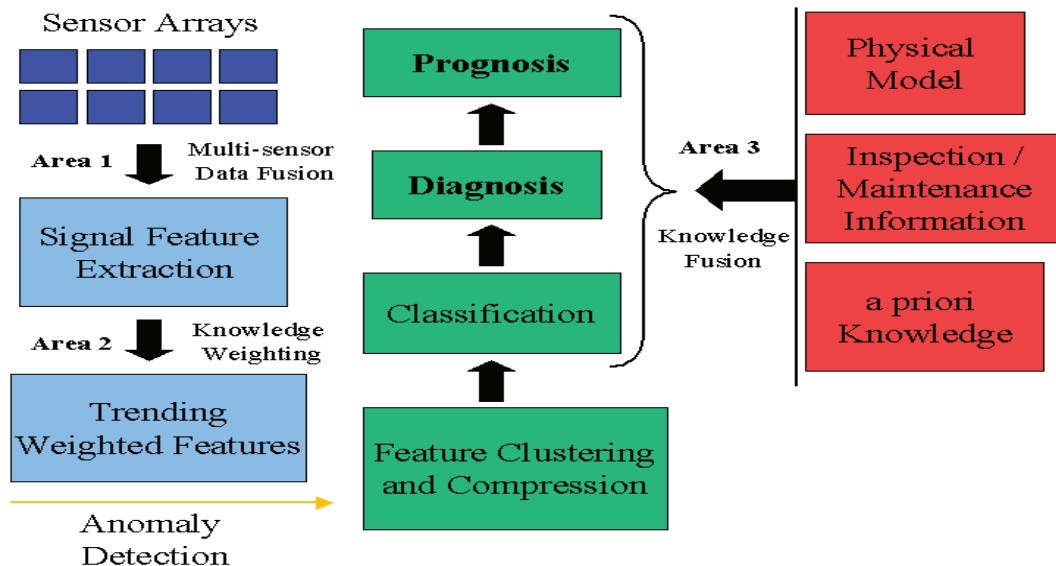 Sensor Arrays
Area 1
Multi-sensor
Data Fusion
Signal Feature
Extraction
Area 2
Knowledge
Weighting
Trending
Weighted Features
Anomaly
Detection
Prognosis
Diagnosis
Classification
Feature Clustering
and Compression
Area 3
Knowledge
Fusion
Physical
Model
Inspection /
Maintenance
Information
a priori
Knowledge